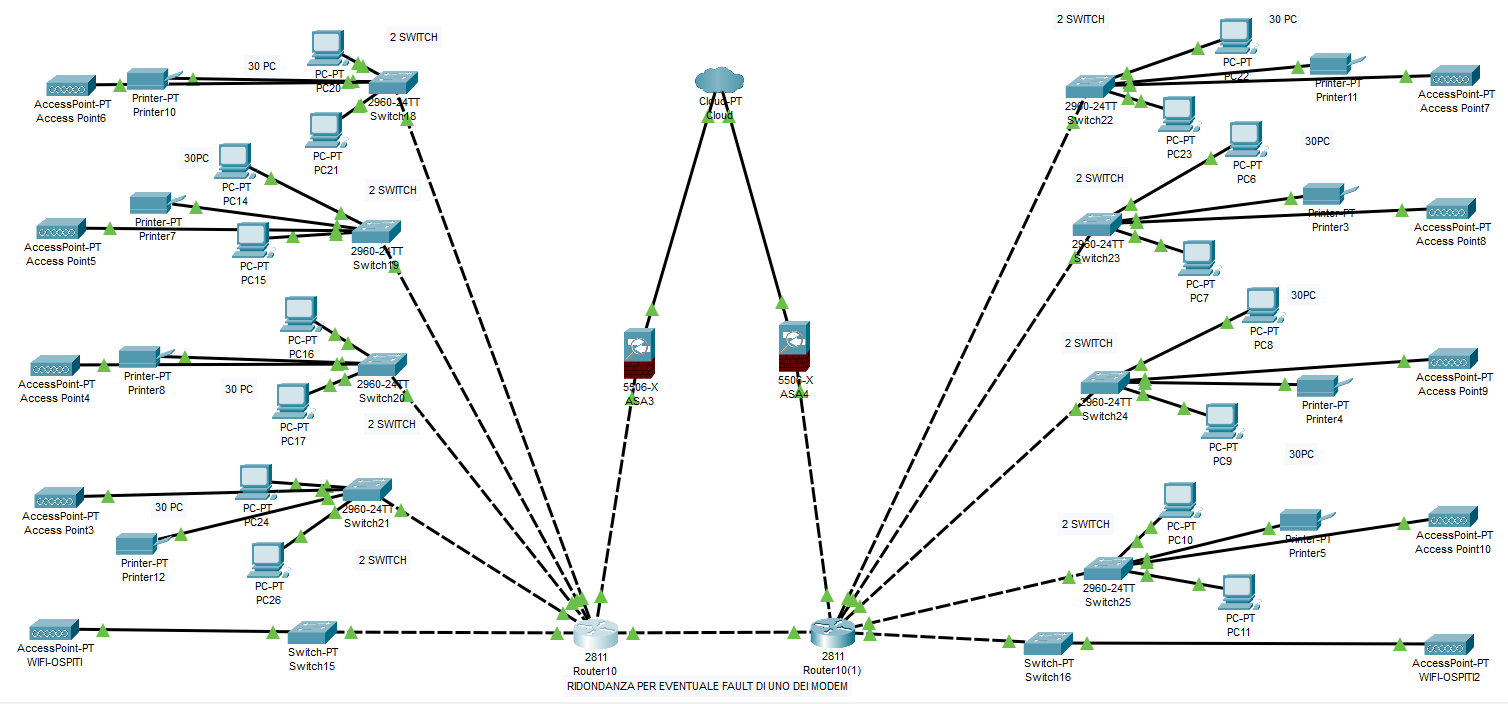 2 SWITCH
30 PC
PC-PT
PC20
2960-24TT
Switch18
AccessPoint-PT
Access Point6
Printer-PT
Printer10
PC-PT
PC21
30PC
2 SWITCH
PC-PT
PC14
Printer-PT
Printer7
AccessPoint-PT
Access Point5
PC-PT
PC15
2960-24TT
Switch19
PC-PT
PC16
AccessPoint-PT
Access Point4
Printer-PT
Printer8
30 PC
2960-24TT
Switch20
PC-PT
PC17
2 SWITCH
PC-PT
PC24
30 PC
2960-24TT
Switch21
AccessPoint-PT
Access Point3
Printer-PT
Printer12
PC-PT
PC26
2 SWITCH
AccessPoint-PT
WIFI-OSPITI
Switch-PT
Switch15
Cloud-PT
Cloud
5506-X
ASA3
5506-X
ASA4
2811
Router10
2811
Router10(1)
RIDONDANZA PER EVENTUALE FAULT DI UNO DEI MODEM
2 SWITCH
30 PC
PC-PT
PC22
Printer-PT
Printer11
AccessPoint-PT
Access Point7
2960-24TT
Switch22
PC-PT
PC23
30PC
PC-PT
PC6
2 SWITCH
Printer-PT
Printer3
AccessPoint-PT
Access Point8
2960-24TT
Switch23
PC-PT
PC7
30PC
PC-PT
PC8
2 SWITCH
AccessPoint-PT
Access Point9
2960-24TT
Switch24
Printer-PT
Printer4
PC-PT
PC9
30PC
2 SWITCH
PC-PT
PC10
Printer-PT
Printer5
AccessPoint-PT
Access Point10
2960-24TT
Switch25
PC-PT
PC11
Switch-PT
Switch16
AccessPoint-PT
WIFI-OSPITI2